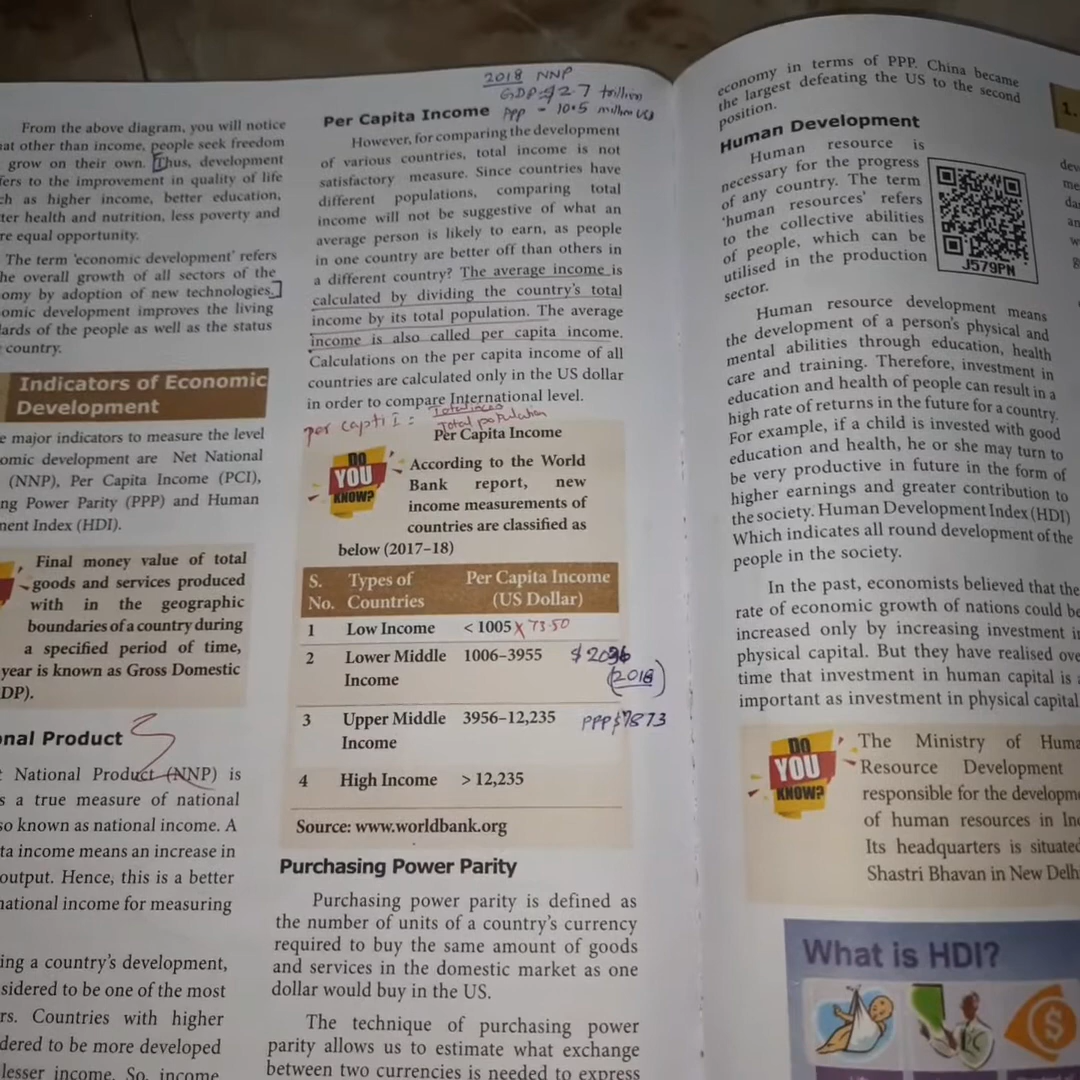 From the above diagram, you will notice
at other than income, people seek freedom
grow on their own. Thus, development
fers to the improvement in quality of life
ch as higher income, better education,
ter health and nutrition, less poverty and
re equal opportunity.
The term 'economic development' refers
he overall growth of all sectors of the
omy by adoption of new technologies.
omic development improves the living
lards of the people as well as the status
country.
Indicators of Economic
Development
e major indicators to measure the level
omic development are Net National
(NNP), Per Capita Income (PCI),
ng Power Parity (PPP) and Human
ment Index (HDI).
Final money value of total
goods and services produced
with in the geographic
boundaries of a country during
a specified period of time,
year is known as Gross Domestic
DP).
onal Product
t National Product (NNP) is
s a true measure of national
so known as national income. A
ta income means an increase in
output. Hence, this is a better
national income for measuring
ing a country's development,
sidered to be one of the most
rs. Countries with higher
dered to be more developed
lesser income. So, income
2018 NNP
GDP $2.7 trillion
PPP - 10.5
Per Capita Income
However, for comparing the development
of various countries, total income is not
satisfactory measure. Since countries have
different populations, comparing total
income will not be suggestive of what an
average person is likely to earn, as people
in one country are better off than others in
a different country? The average income is
calculated by dividing the country's total
income by its total population. The average
income is also called per capita income.
Calculations on the per capita income of all
countries are calculated only in the US dollar
in order to compare International level.
per capti I = Total
Total population
Per Capita Income
DO
YOU
KNOW?
According to the World
Bank report, new
income measurements of
countries are classified as
below (2017–18)
S. Types of Per Capita Income
No. Countries (US Dollar)
1 Low Income < 1005 x 73.50
2 Lower Middle 1006–3955
Income (2018)
3 Upper Middle 3956–12,235 PPP $7873
Income
4 High Income > 12,235
Source: www.worldbank.org
Purchasing Power Parity
Purchasing power parity is defined as
the number of units of a country's currency
required to buy the same amount of goods
and services in the domestic market as one
dollar would buy in the US.
The technique of purchasing power
parity allows us to estimate what exchange
between two currencies is needed to express
economy in terms of PPP. China became
the largest defeating the US to the second
position.
Human Development
Human resource is
necessary for the progress
of any country. The term
'human resources' refers
to the collective abilities
of people, which can be
utilised in the production
sector.
J579PN
Human resource development means
the development of a person's physical and
mental abilities through education, health
care and training. Therefore, investment in
education and health of people can result in a
high rate of returns in the future for a country.
For example, if a child is invested with good
education and health, he or she may turn to
be very productive in future in the form of
higher earnings and greater contribution to
the society. Human Development Index (HDI)
Which indicates all round development of the
people in the society.
In the past, economists believed that the
rate of economic growth of nations could be
increased only by increasing investment in
physical capital. But they have realised ove
time that investment in human capital is a
important as investment in physical capital
DO
YOU
KNOW?
The Ministry of Huma
Resource Development
responsible for the developme
of human resources in Ind
Its headquarters is situated
Shastri Bhavan in New Delh
What is HDI?
1.
dev
me
da
an
w